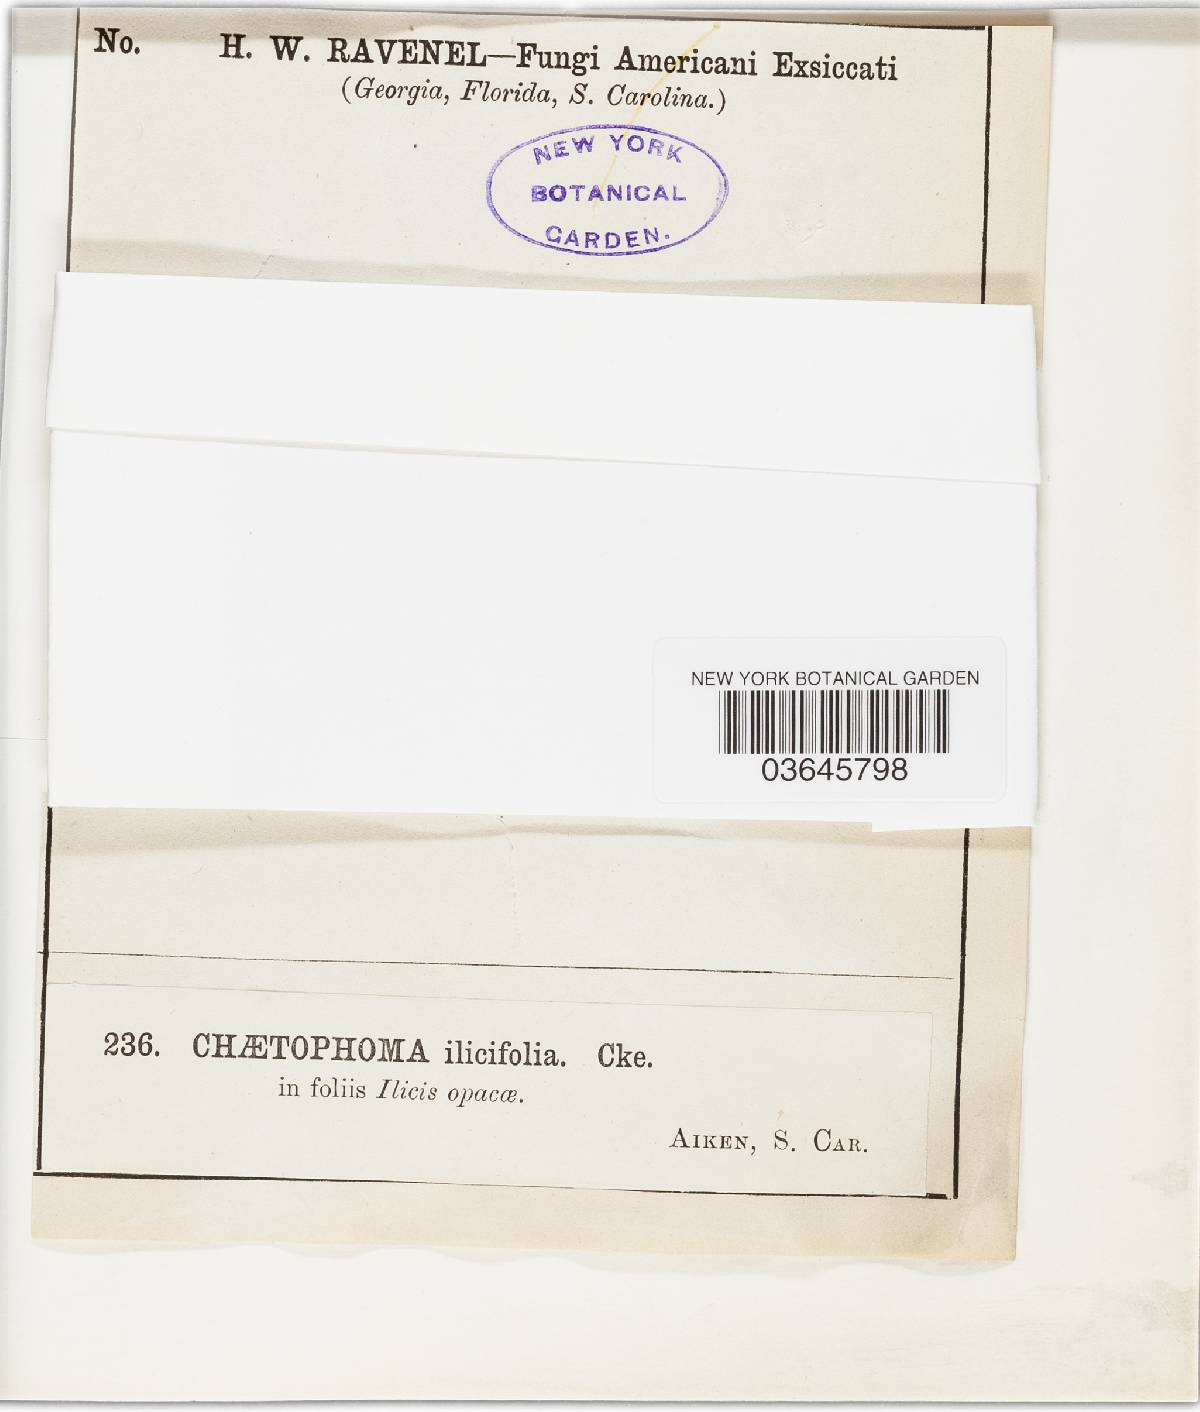 No. H. W. RAVENEL—Fungi Americani Exsiccati
(Georgia, Florida, S. Carolina.)
NEW YORK
BOTANICAL
GARDEN.
NEW YORK BOTANICAL GARDEN
03645798
236. CHÆTOPHOMA ilicifolia. Cke.
in foliis Ilicis opacæ.
AIKEN, S. CAR.